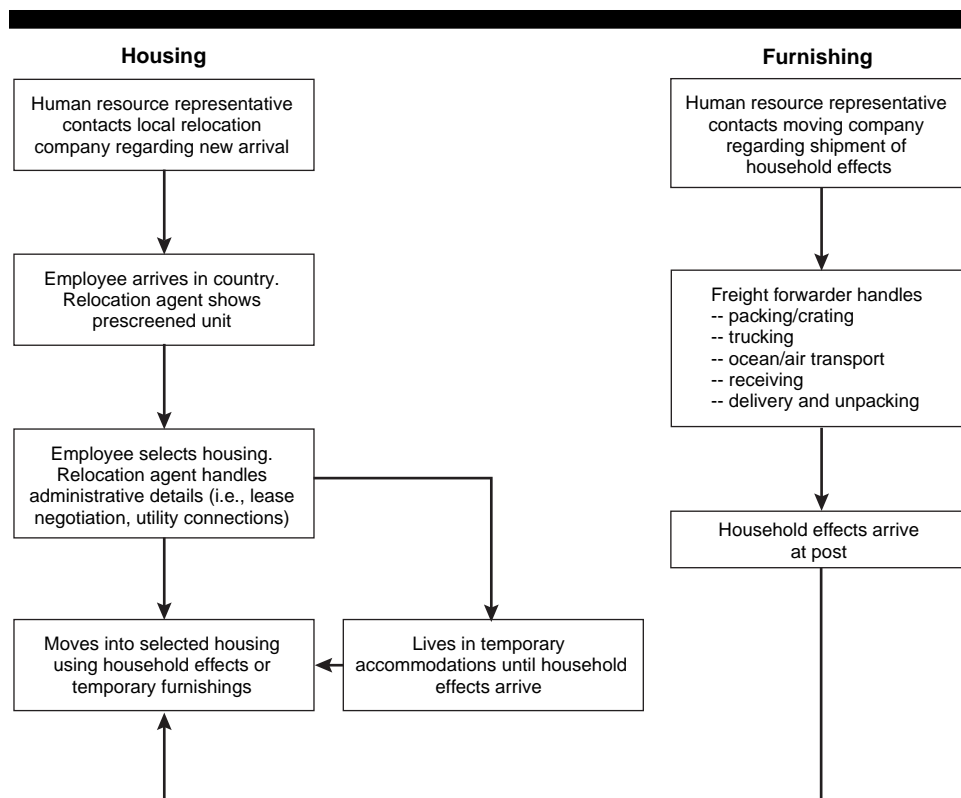 Housing
Human resource representative
contacts local relocation
company regarding new arrival
Employee arrives in country.
Relocation agent shows
prescreened unit
Employee selects housing.
Relocation agent handles
administrative details (i.e., lease
negotiation, utility connections)
Moves into selected housing
using household effects or
temporary furnishings
Lives in temporary
accommodations until household
effects arrive
Furnishing
Human resource representative
contacts moving company
regarding shipment of
household effects
Freight forwarder handles
-- packing/crating
-- trucking
-- ocean/air transport
-- receiving
-- delivery and unpacking
Household effects arrive
at post